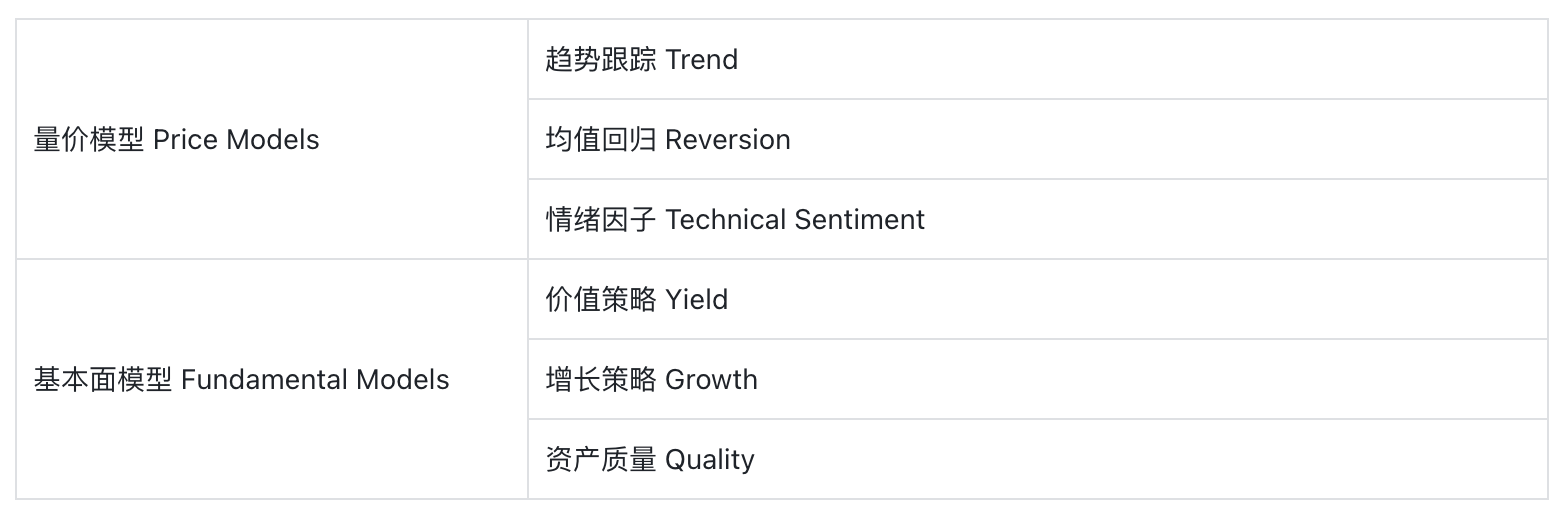 量价模型 Price Models
趋势跟踪 Trend
均值回归 Reversion
情绪因子 Technical Sentiment
基本面模型 Fundamental Models
价值策略 Yield
增长策略 Growth
资产质量 Quality